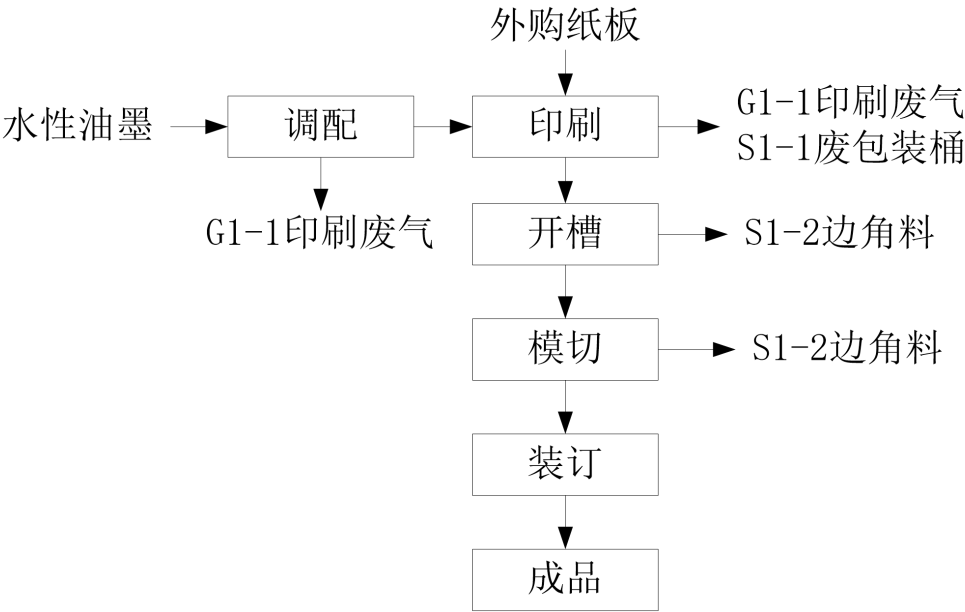 外购纸板
水性油墨
调配
印刷
G1-1印刷废气
S1-1废包装桶
G1-1印刷废气
开槽
S1-2边角料
模切
S1-2边角料
装订
成品